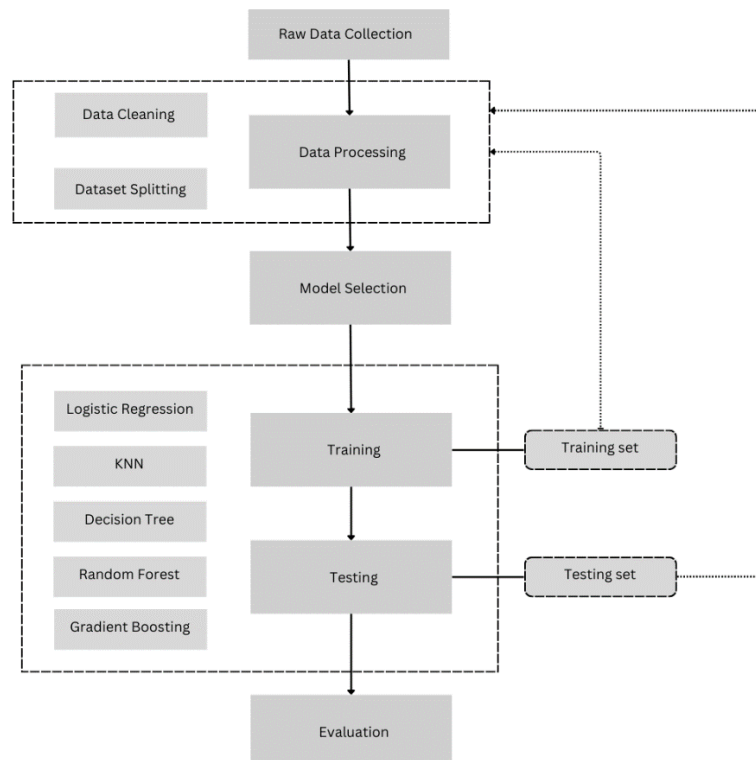 Raw Data Collection
Data Cleaning
Data Processing
Dataset Splitting
Model Selection
Logistic Regression
Training
Training set
KNN
Decision Tree
Random Forest
Testing
Testing set
Gradient Boosting
Evaluation